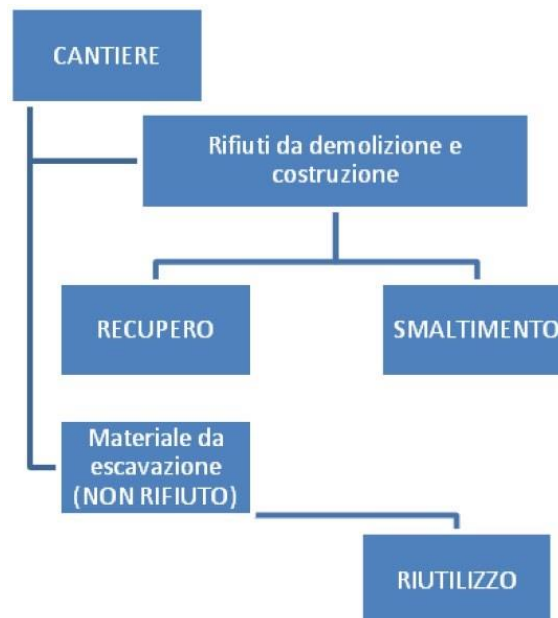 CANTIERE
Rifiuti da demolizione e
costruzione
RECUPERO
SMALTIMENTO
Materiale da
escavazione
(NON RIFIUTO)
RIUTILIZZO